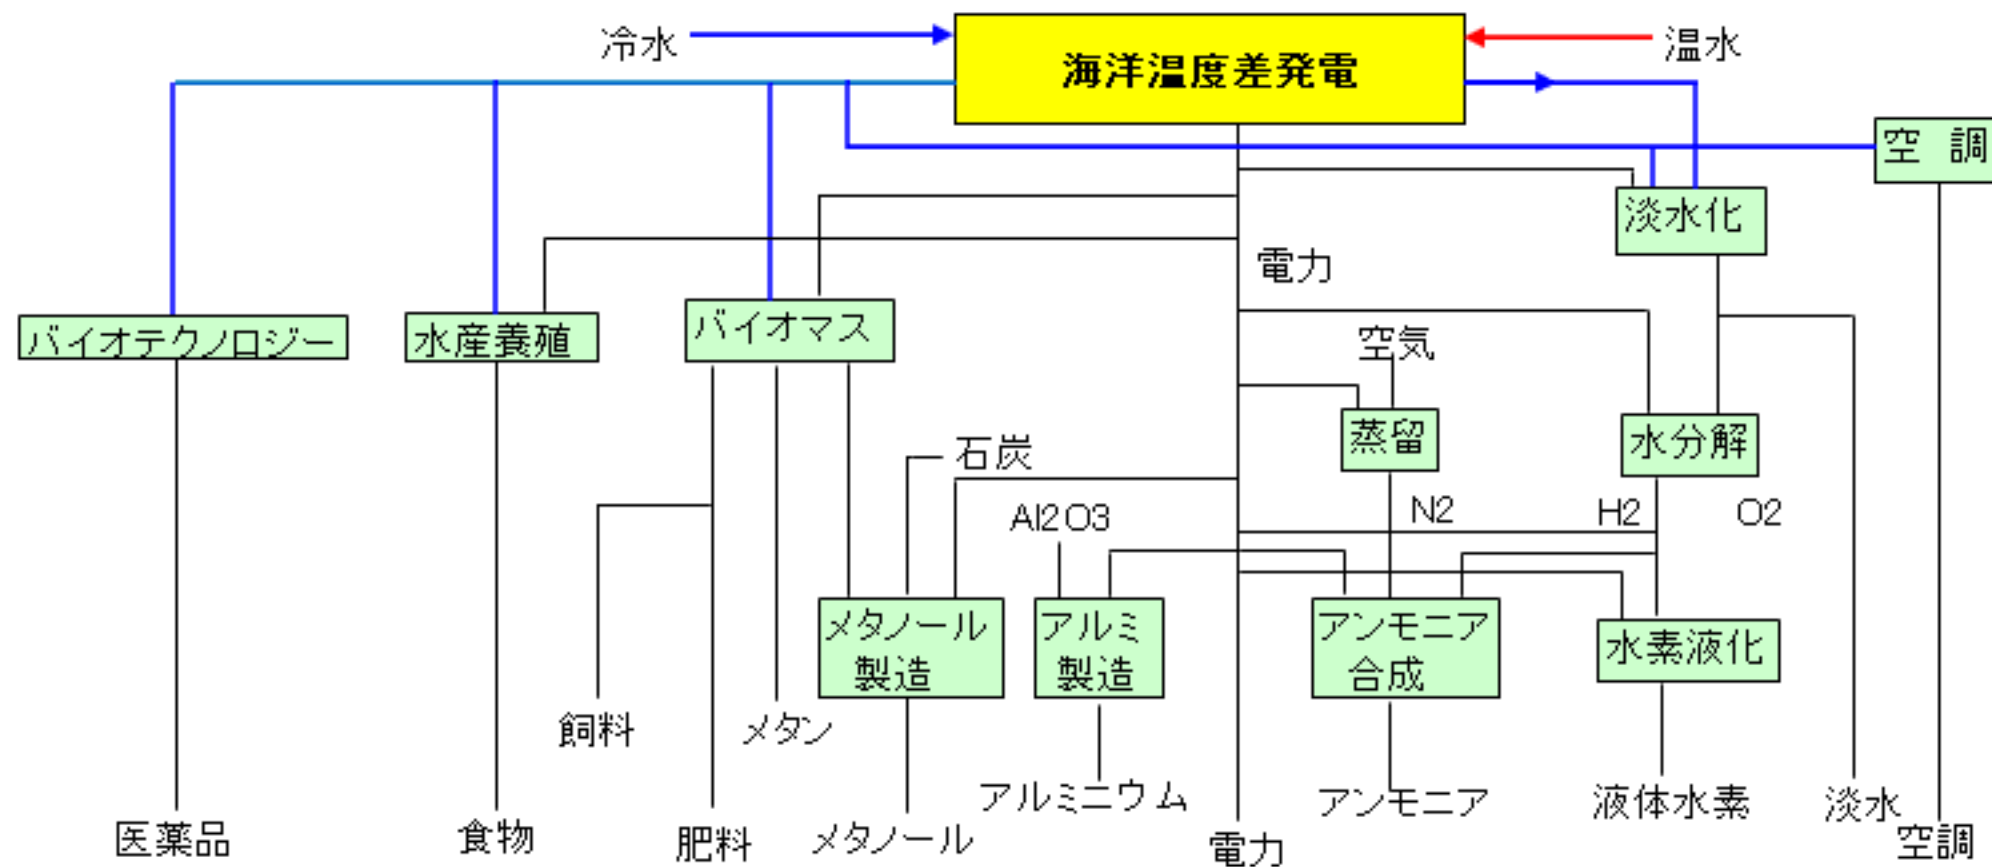 冷水
海洋温度差発電
温水
空 調
淡水化
電力
バイオテクノロジー
水産養殖
バイオマス
空気
蒸留
水分解
石炭
Al2O3
N2
H2
O2
メタノール
製造
アルミ
製造
アンモニア
合成
水素液化
飼料
メタン
アルミニウム
アンモニア
液体水素
淡水
医薬品
食物
肥料
メタノール
電力
空調